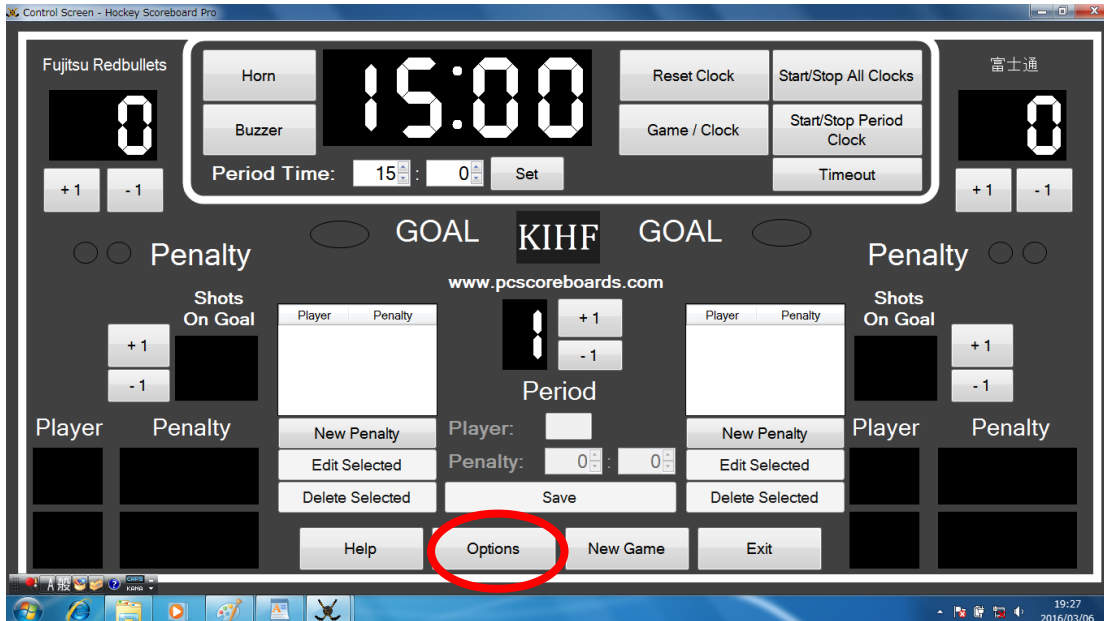 Control Screen - Hockey Scoreboard Pro
Fujitsu Redbullets
富士通
0
15:00
0
Horn
Buzzer
Reset Clock
Start/Stop All Clocks
Game / Clock
Start/Stop Period
Clock
Period Time: 15 : 0 Set
Timeout
+ 1 - 1
+ 1 - 1
GOAL KIHF GOAL
Penalty
Penalty
www.pcscoreboards.com
Shots
On Goal
Shots
On Goal
Player Penalty
Player Penalty
+ 1
- 1
1
+ 1
- 1
+ 1
- 1
Period
Player Penalty
Player Penalty
New Penalty
Edit Selected
Delete Selected
Player:
Penalty: 0 : 0
Save
New Penalty
Edit Selected
Delete Selected
Help Options New Game Exit
A 般 CAPS
KANA
19:27
2016/03/06